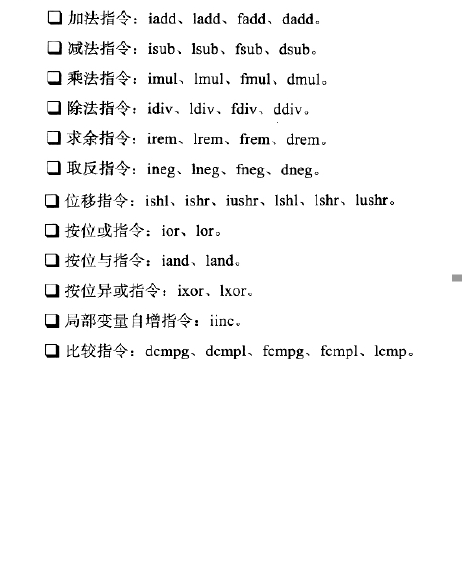 ❏ 加法指令：iadd、ladd、fadd、dadd。
❏ 减法指令：isub、lsub、fsub、dsub。
❏ 乘法指令：imul、lmul、fmul、dmul。
❏ 除法指令：idiv、ldiv、fdiv、ddiv。
❏ 求余指令：irem、lrem、frem、drem。
❏ 取反指令：ineg、lneg、fneg、dneg。
❏ 位移指令：ishl、ishr、iushr、lshl、lshr、lushr。
❏ 按位或指令：ior、lor。
❏ 按位与指令：iand、land。
❏ 按位异或指令：ixor、lxor。
❏ 局部变量自增指令：iinc。
❏ 比较指令：dcmpg、dcmpl、fcmpg、fcmpl、lcmp。